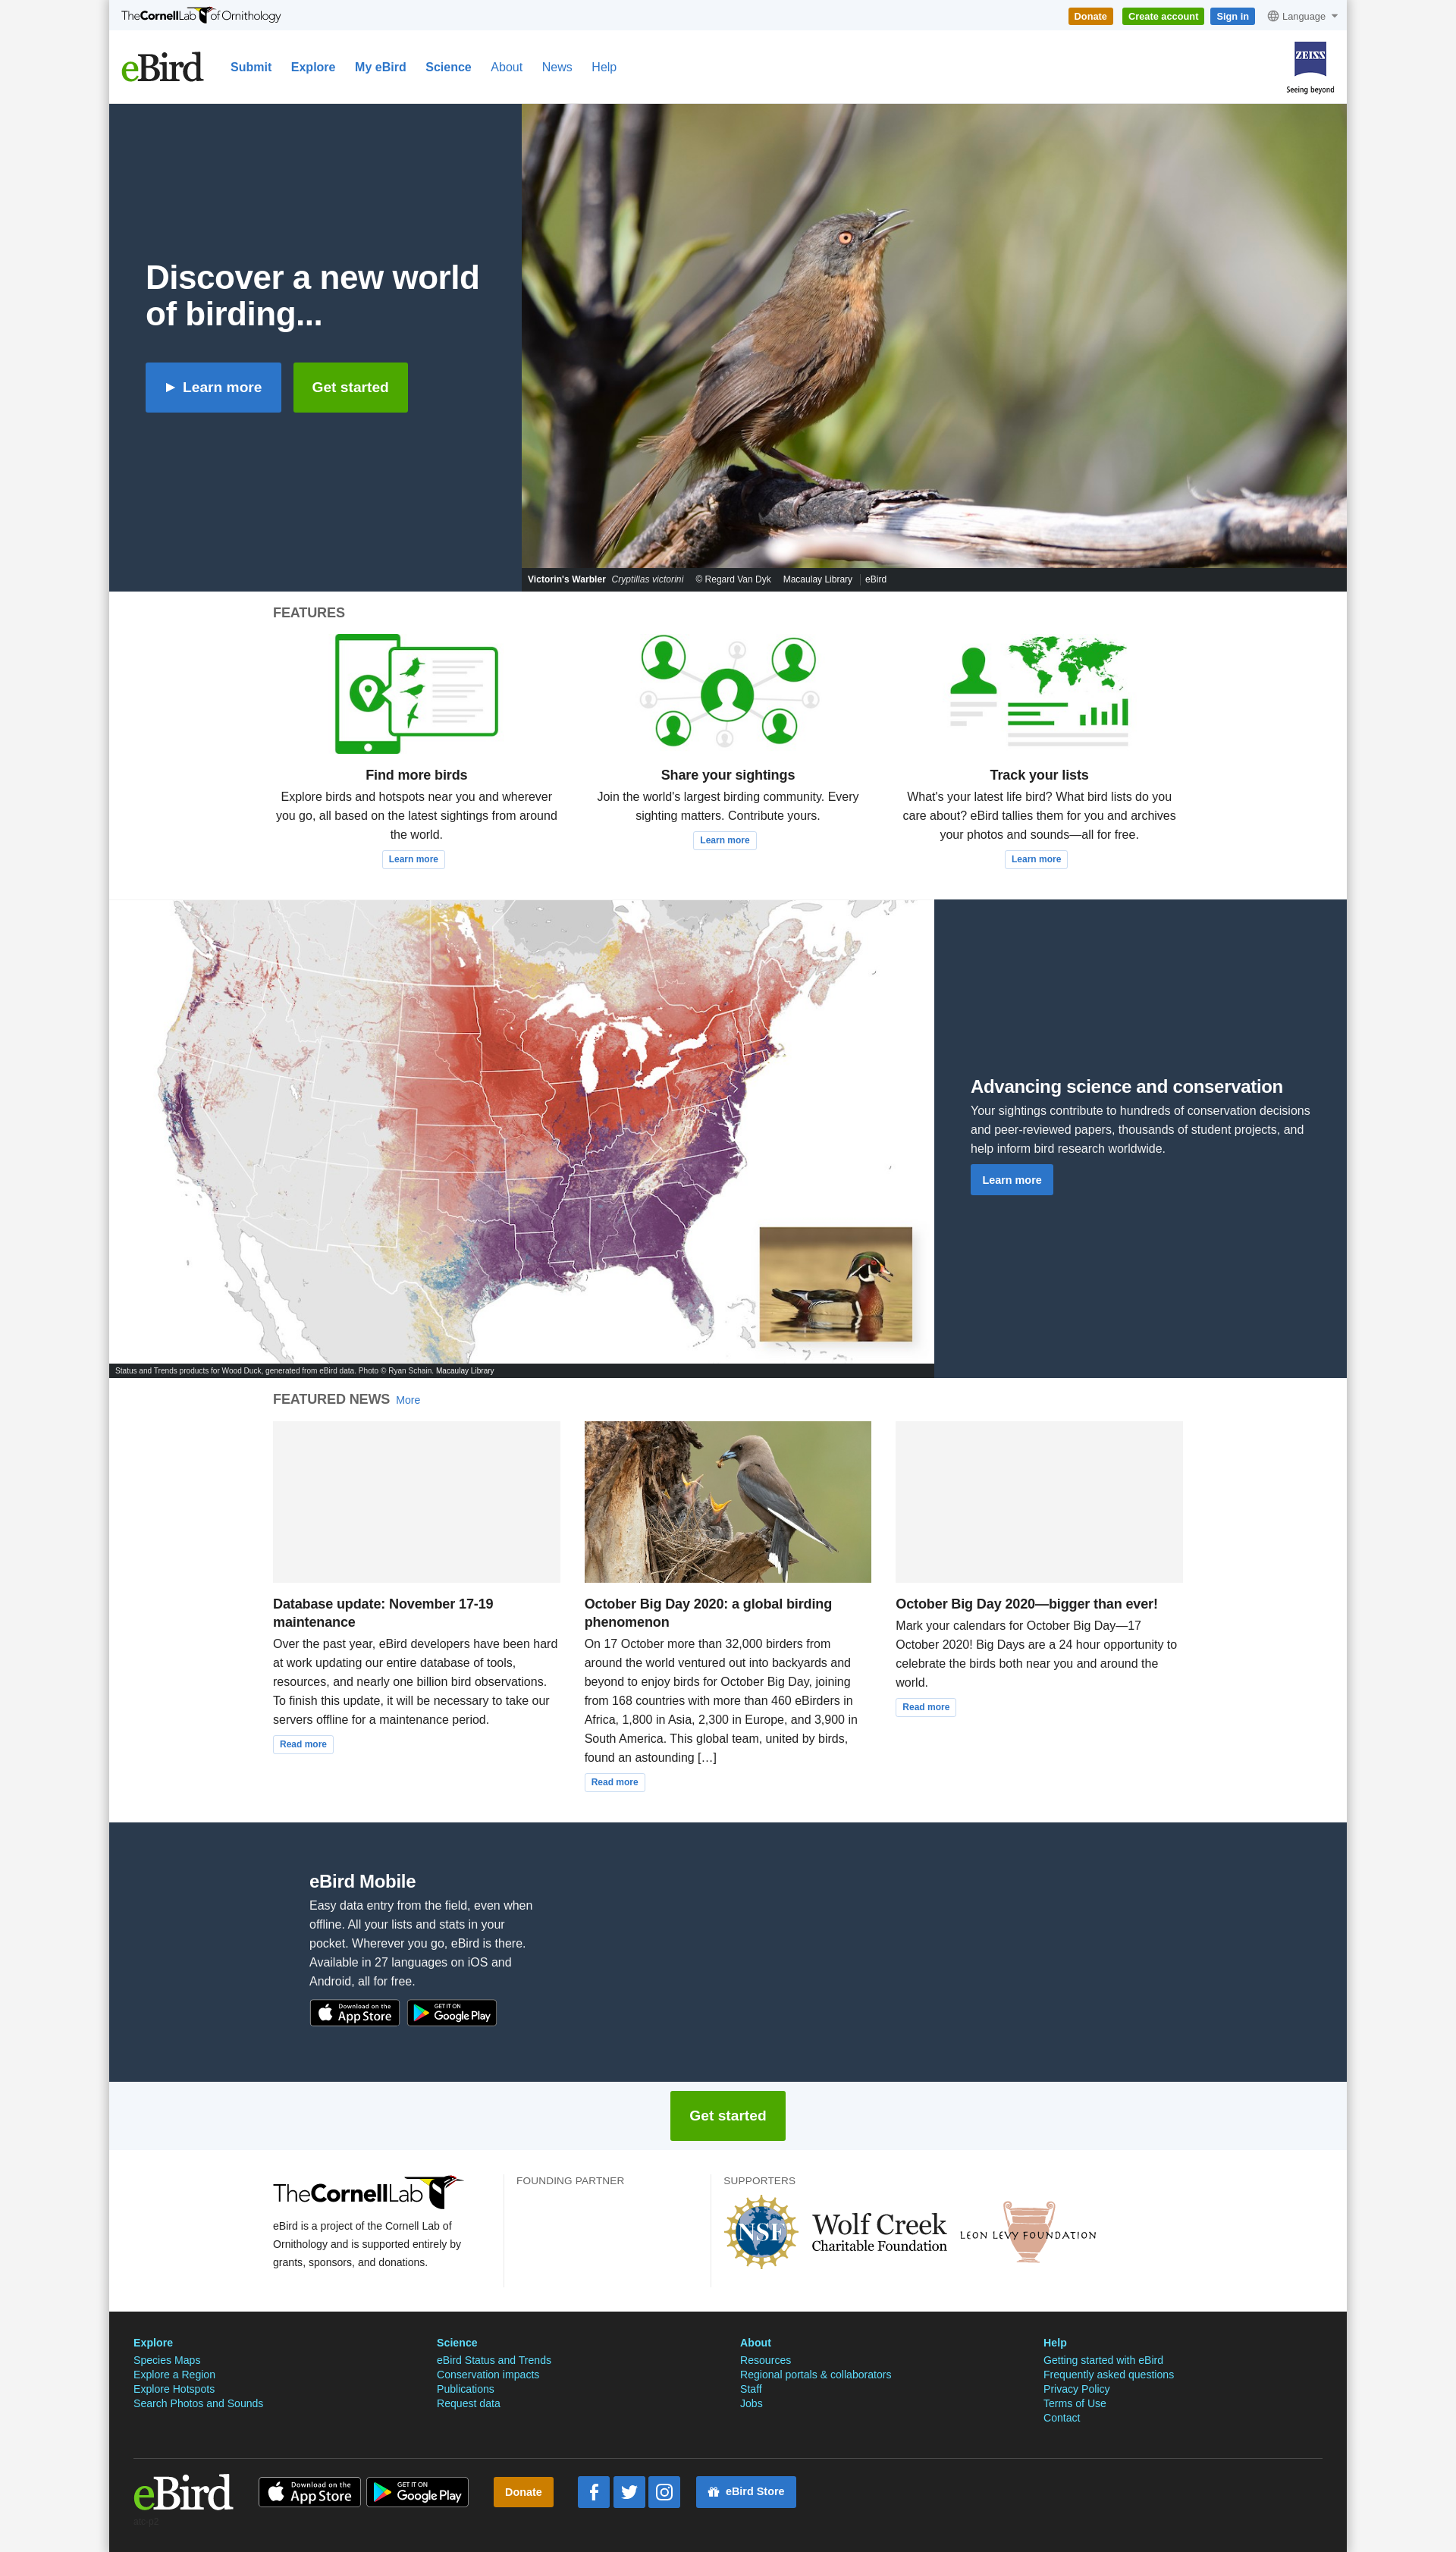 TheCornellLab of Ornithology
Donate
Create account
Sign in
Language
eBird
Submit
Explore
My eBird
Science
About
News
Help
ZEISS
Seeing beyond
Discover a new world
of birding...
Learn more
Get started
Victorin's Warbler Cryptillas victorini © Regard Van Dyk Macaulay Library eBird
FEATURES
Find more birds
Explore birds and hotspots near you and wherever
you go, all based on the latest sightings from around
the world.
Learn more
Share your sightings
Join the world's largest birding community. Every
sighting matters. Contribute yours.
Learn more
Track your lists
What's your latest life bird? What bird lists do you
care about? eBird tallies them for you and archives
your photos and sounds—all for free.
Learn more
Advancing science and conservation
Your sightings contribute to hundreds of conservation decisions
and peer-reviewed papers, thousands of student projects, and
help inform bird research worldwide.
Learn more
Status and Trends products for Wood Duck, generated from eBird data. Photo © Ryan Schain. Macaulay Library
FEATURED NEWS More
Database update: November 17-19
maintenance
Over the past year, eBird developers have been hard
at work updating our entire database of tools,
resources, and nearly one billion bird observations.
To finish this update, it will be necessary to take our
servers offline for a maintenance period.
Read more
October Big Day 2020: a global birding
phenomenon
On 17 October more than 32,000 birders from
around the world ventured out into backyards and
beyond to enjoy birds for October Big Day, joining
from 168 countries with more than 460 eBirders in
Africa, 1,800 in Asia, 2,300 in Europe, and 3,900 in
South America. This global team, united by birds,
found an astounding […]
Read more
October Big Day 2020—bigger than ever!
Mark your calendars for October Big Day—17
October 2020! Big Days are a 24 hour opportunity to
celebrate the birds both near you and around the
world.
Read more
eBird Mobile
Easy data entry from the field, even when
offline. All your lists and stats in your
pocket. Wherever you go, eBird is there.
Available in 27 languages on iOS and
Android, all for free.
Download on the
App Store
GET IT ON
Google Play
Get started
TheCornellLab
eBird is a project of the Cornell Lab of
Ornithology and is supported entirely by
grants, sponsors, and donations.
FOUNDING PARTNER
SUPPORTERS
NSF
Wolf Creek
Charitable Foundation
LEON LEVY FOUNDATION
Explore
Species Maps
Explore a Region
Explore Hotspots
Search Photos and Sounds
Science
eBird Status and Trends
Conservation impacts
Publications
Request data
About
Resources
Regional portals & collaborators
Staff
Jobs
Help
Getting started with eBird
Frequently asked questions
Privacy Policy
Terms of Use
Contact
eBird
Download on the
App Store
GET IT ON
Google Play
Donate
eBird Store